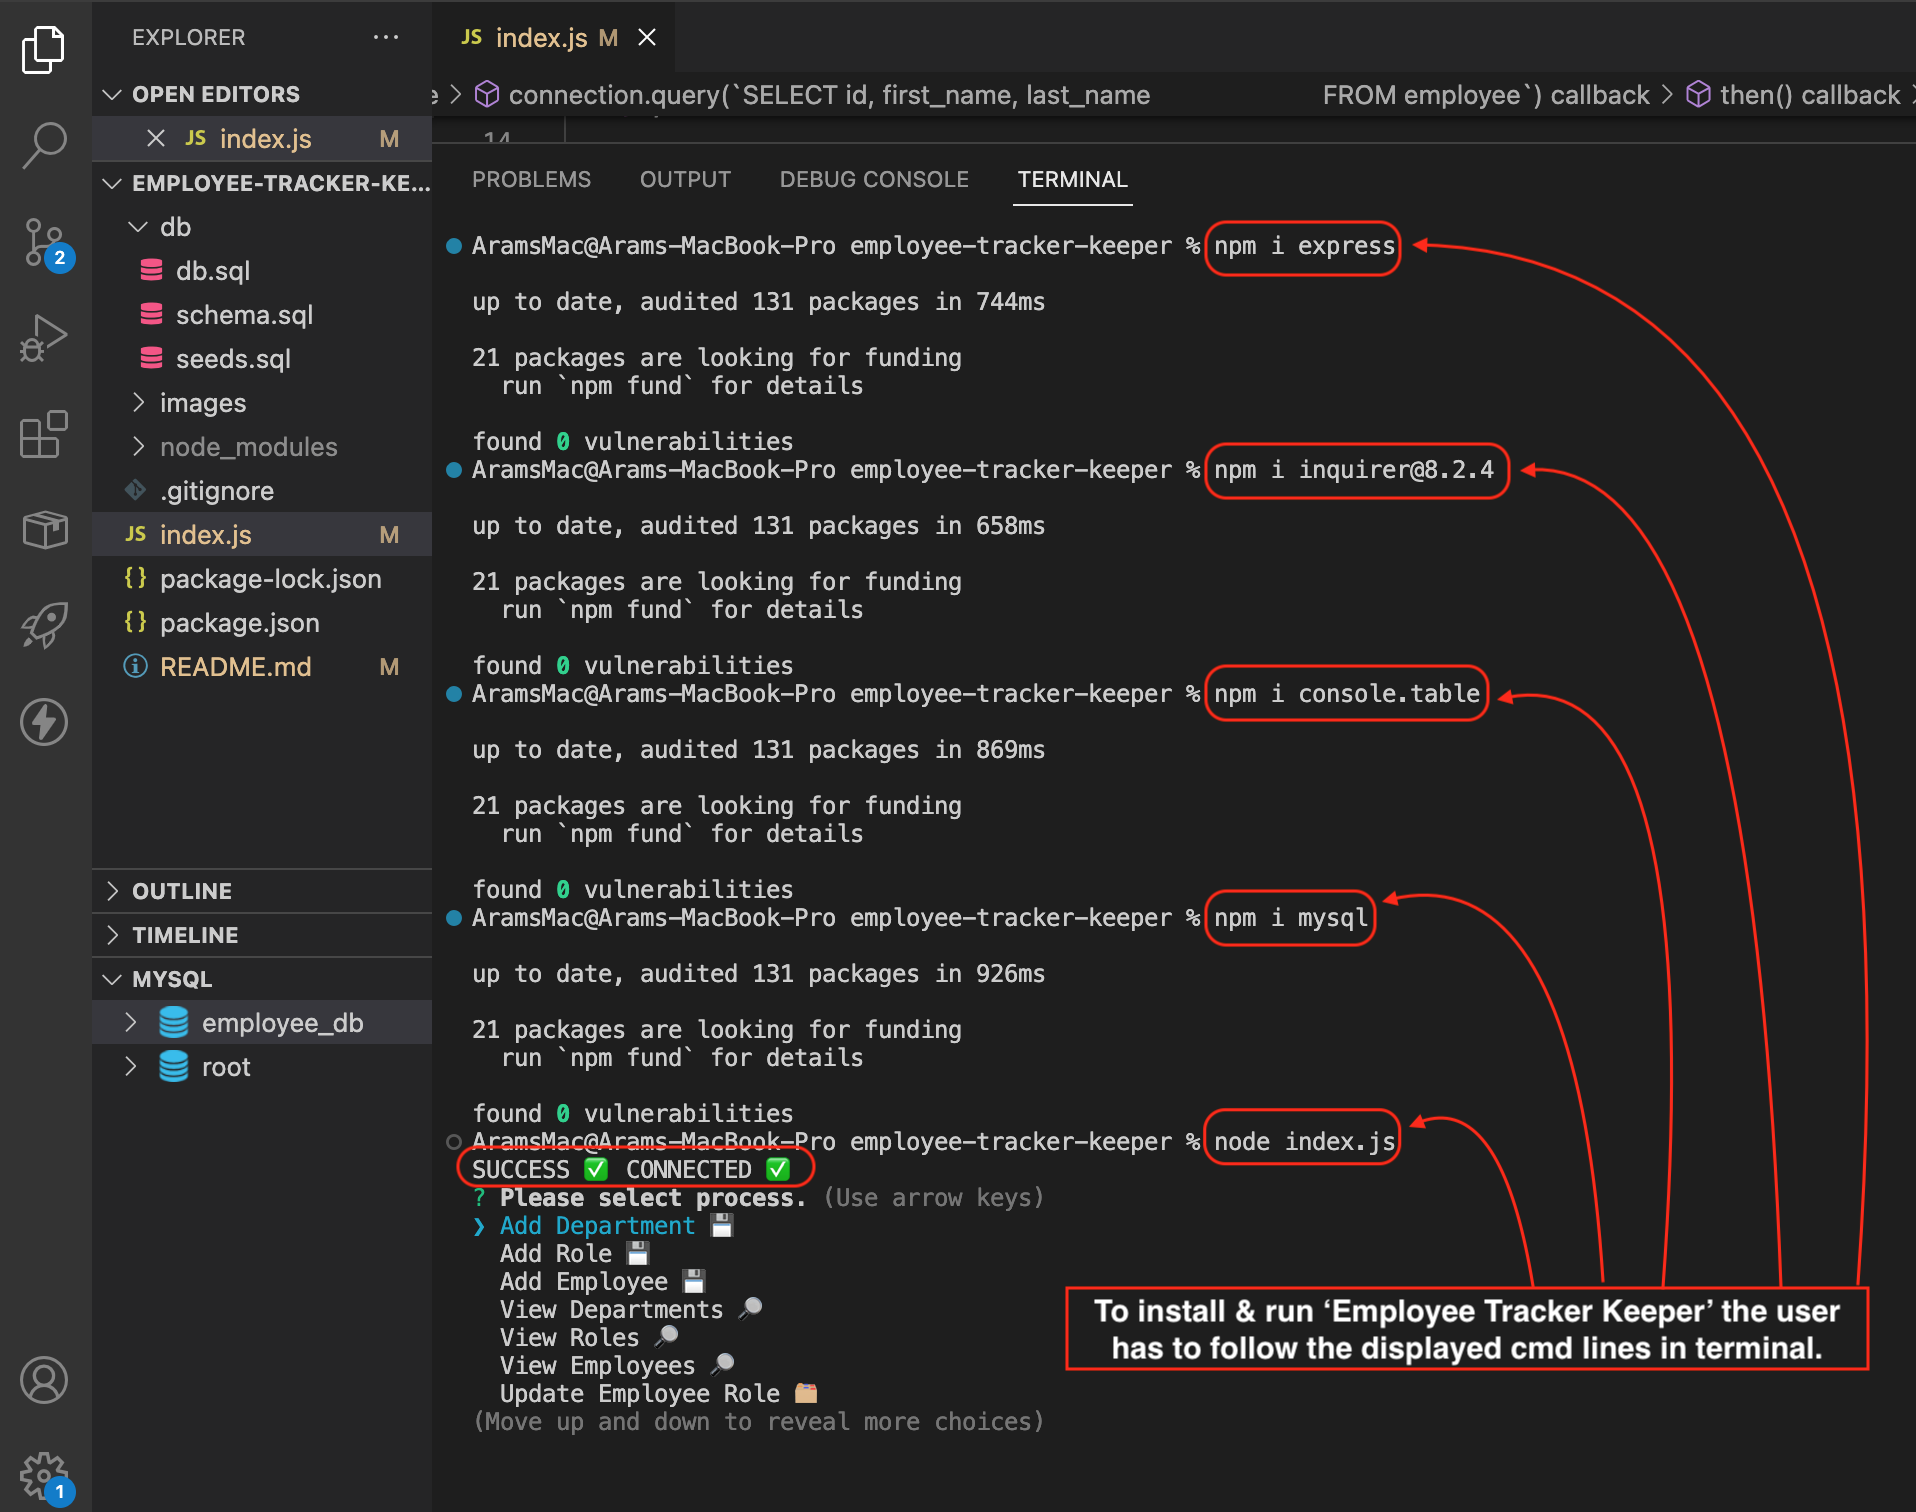 EXPLORER
JS index.js M
OPEN EDITORS
JS index.js M
connection.query(`SELECT id, first_name, last_name FROM employee`) callback > then() callback >
14
EMPLOYEE-TRACKER-KE...
db
db.sql
schema.sql
seeds.sql
images
node_modules
.gitignore
JS index.js M
{} package-lock.json
{} package.json
README.md M
OUTLINE
TIMELINE
MYSQL
employee_db
root
2
1
PROBLEMS OUTPUT DEBUG CONSOLE TERMINAL
AramsMac@Arams-MacBook-Pro employee-tracker-keeper % npm i express
up to date, audited 131 packages in 744ms
21 packages are looking for funding
run `npm fund` for details
found 0 vulnerabilities
AramsMac@Arams-MacBook-Pro employee-tracker-keeper % npm i inquirer@8.2.4
up to date, audited 131 packages in 658ms
21 packages are looking for funding
run `npm fund` for details
found 0 vulnerabilities
AramsMac@Arams-MacBook-Pro employee-tracker-keeper % npm i console.table
up to date, audited 131 packages in 869ms
21 packages are looking for funding
run `npm fund` for details
found 0 vulnerabilities
AramsMac@Arams-MacBook-Pro employee-tracker-keeper % npm i mysql
up to date, audited 131 packages in 926ms
21 packages are looking for funding
run `npm fund` for details
found 0 vulnerabilities
AramsMac@Arams-MacBook-Pro employee-tracker-keeper % node index.js
SUCCESS ✅ CONNECTED ✅
? Please select process. (Use arrow keys)
❯ Add Department 💾
Add Role 💾
Add Employee 💾
View Departments 🔎
View Roles 🔎
View Employees 🔎
Update Employee Role 🗂️
(Move up and down to reveal more choices)
To install & run ‘Employee Tracker Keeper’ the user
has to follow the displayed cmd lines in terminal.